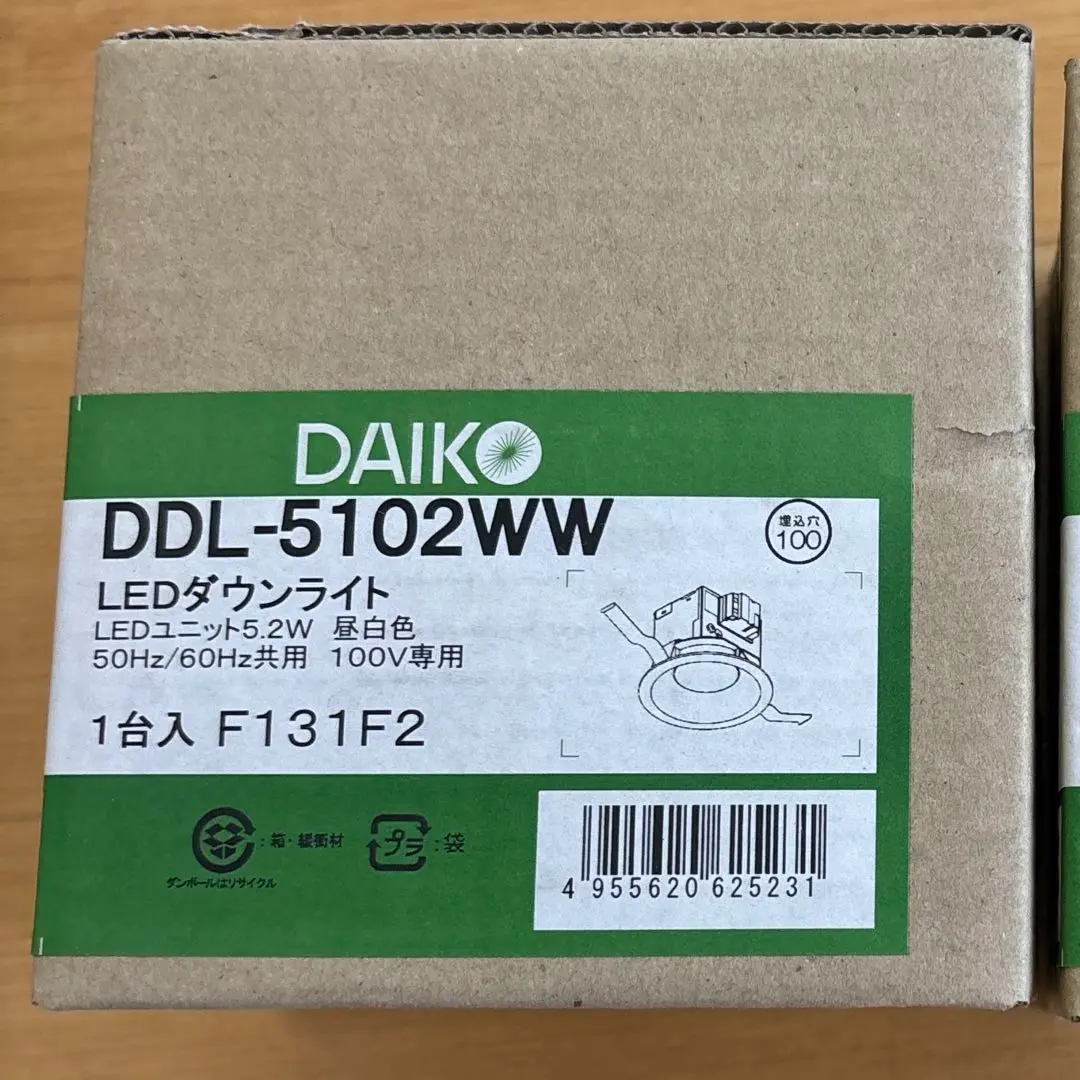 DAIKO
DDL-5102WW
埋込穴
100
LEDダウンライト
LEDユニット5.2W 昼白色
50Hz/60Hz共用 100V専用
1台入 F131F2
:箱・緩衝材
ダンボールはリサイクル
プラ:袋
4 955620 625231